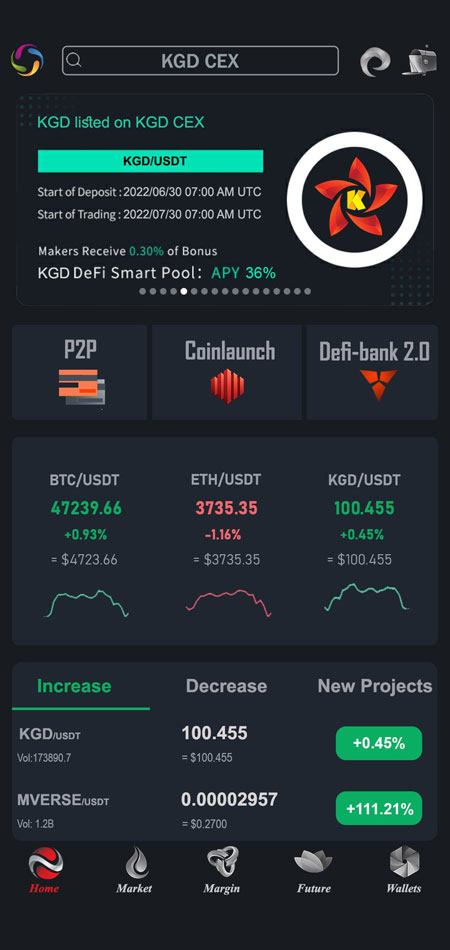 KGD CEX
KGD listed on KGD CEX
KGD/USDT
Start of Deposit : 2022/06/30 07:00 AM UTC
Start of Trading : 2022/07/30 07:00 AM UTC
Makers Receive 0.30% of Bonus
KGD DeFi Smart Pool: APY 36%
K
P2P Coinlaunch Defi-bank 2.0
BTC/USDT ETH/USDT KGD/USDT
47239.66 3735.35 100.455
+0.93% -1.16% +0.45%
= $4723.66 = $3735.35 = $100.455
Increase Decrease New Projects
KGD/USDT 100.455 +0.45%
Vol:173890.7 = $100.455
MVERSE/USDT 0.00002957 +111.21%
Vol: 1.2B = $0.2700
Home Market Margin Future Wallets